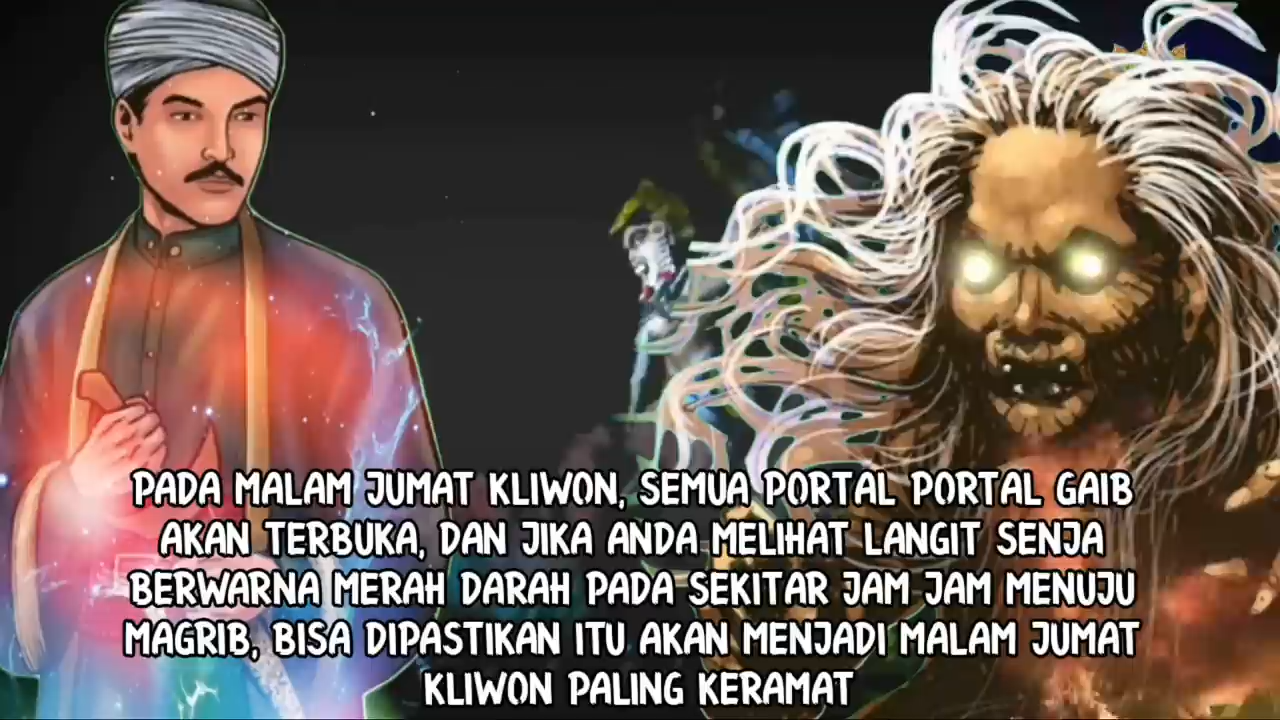 PADA MALAM JUMAT KLIWON, SEMUA PORTAL PORTAL GAIB
AKAN TERBUKA, DAN JIKA ANDA MELIHAT LANGIT SENJA
BERWARNA MERAH DARAH PADA SEKITAR JAM JAM MENUJU
MAGRIB, BISA DIPASTIKAN ITU AKAN MENJADI MALAM JUMAT
KLIWON PALING KERAMAT